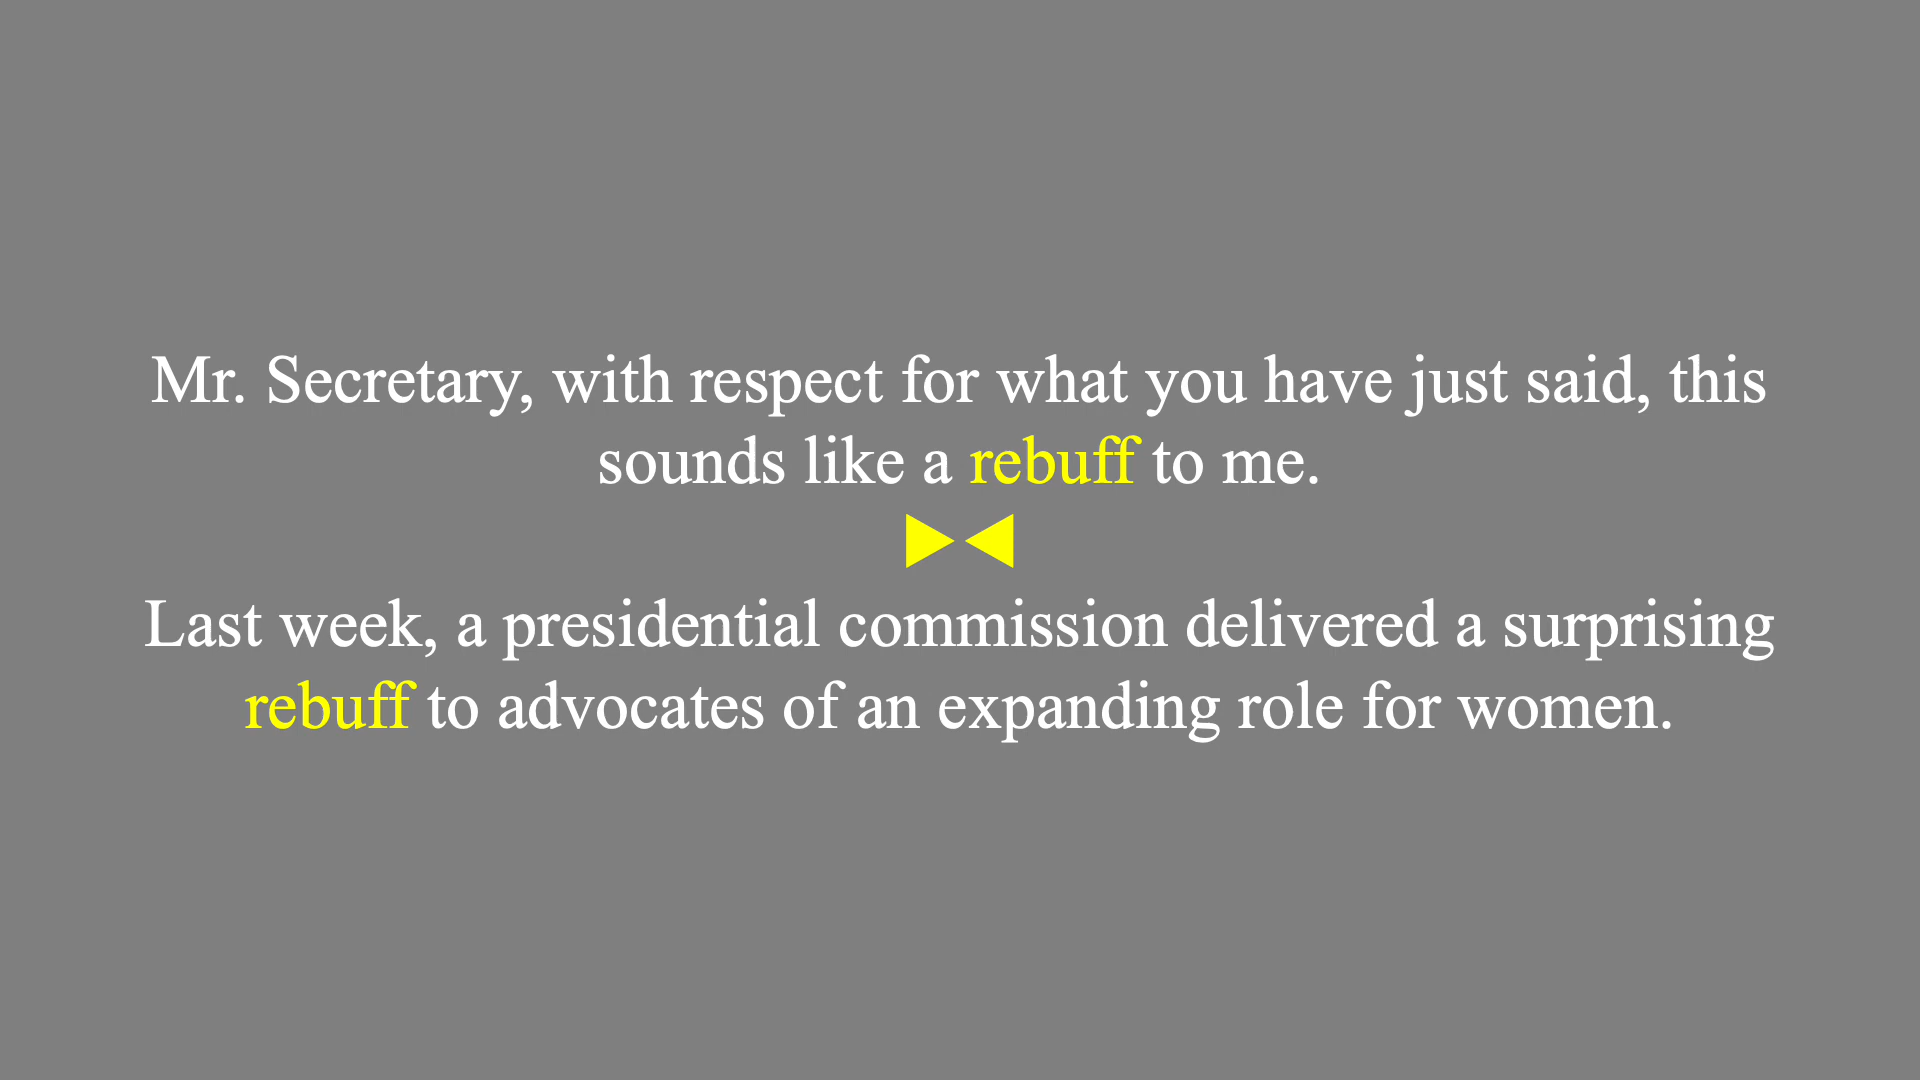 Mr. Secretary, with respect for what you have just said, this
sounds like a rebuff to me.
Last week, a presidential commission delivered a surprising
rebuff to advocates of an expanding role for women.